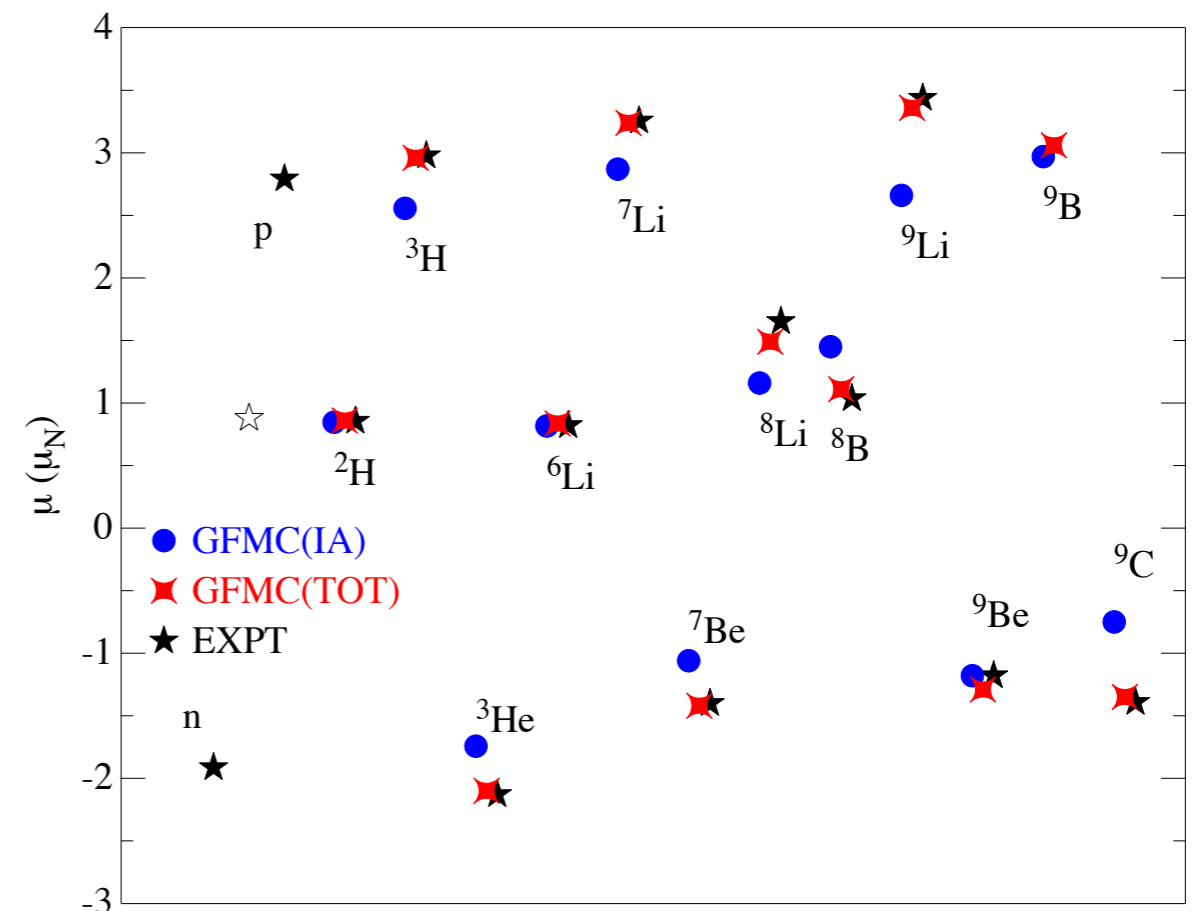 4
3
2
1
0
-1
-2
-3
μ (μ_N)
p
³H
⁷Li
⁹Li
⁹B
²H
⁶Li
⁸Li
⁸B
GFMC(IA)
GFMC(TOT)
EXPT
n
³He
⁷Be
⁹Be
⁹C